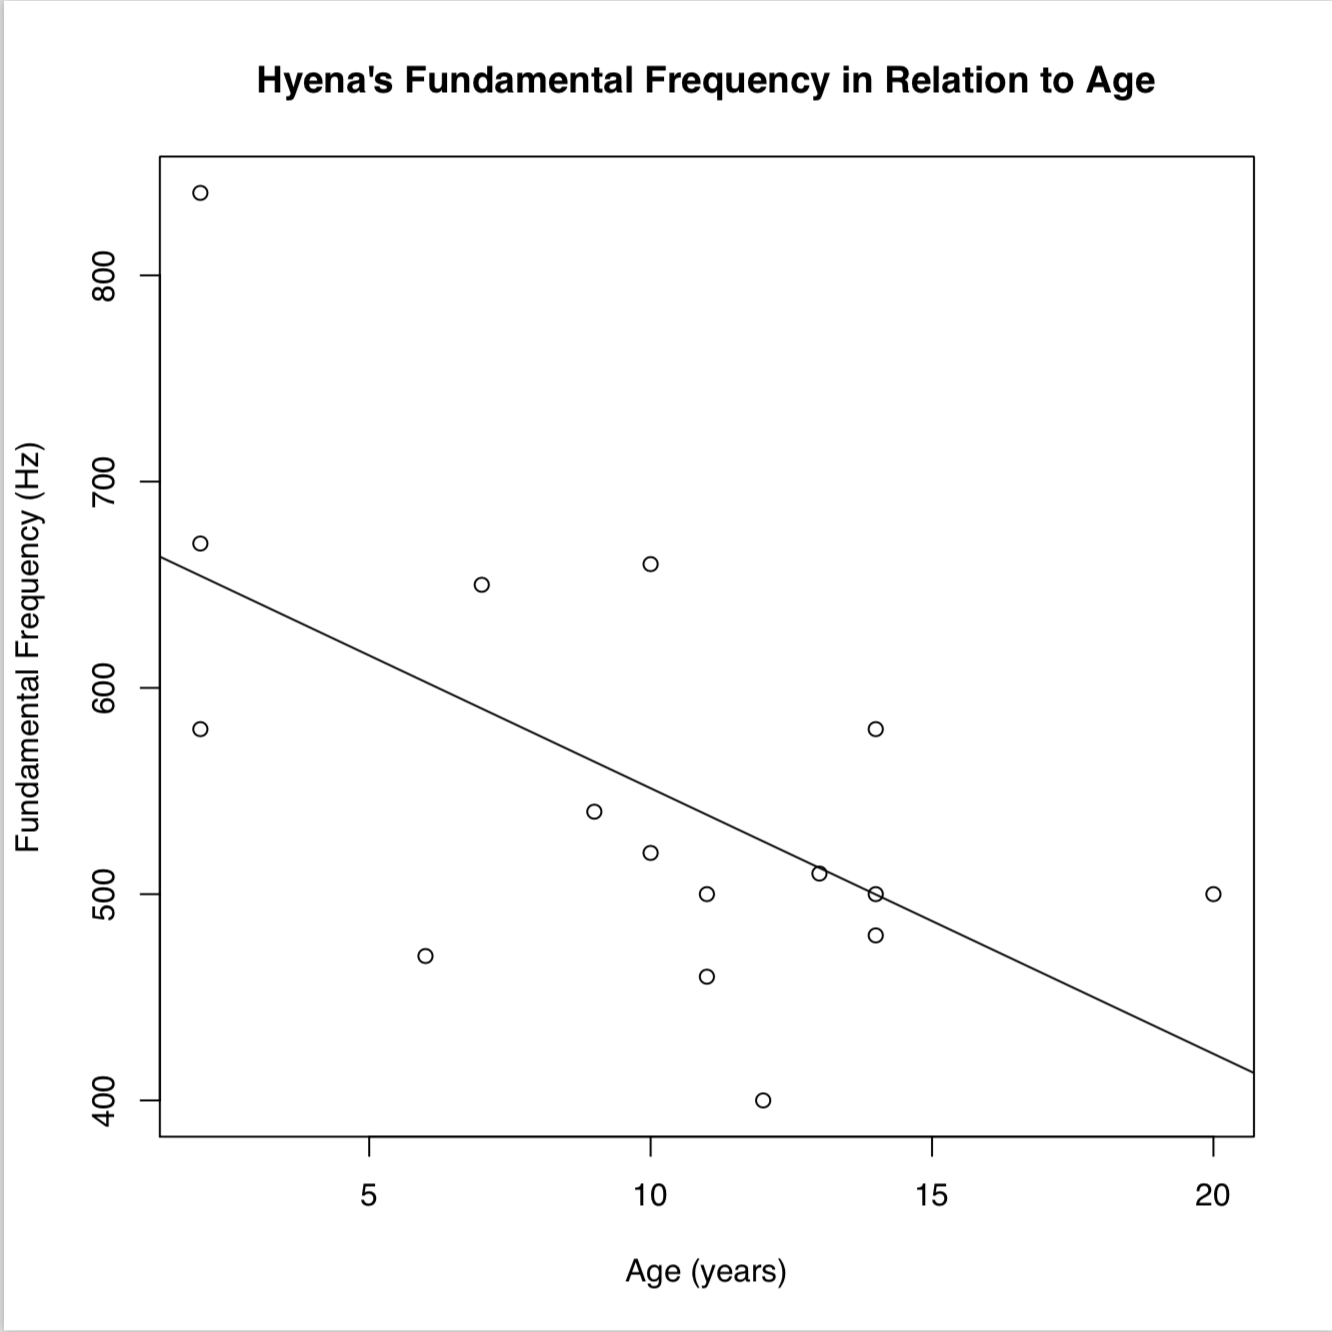 Hyena's Fundamental Frequency in Relation to Age
Fundamental Frequency (Hz)
800
700
600
500
400
5 10 15 20
Age (years)